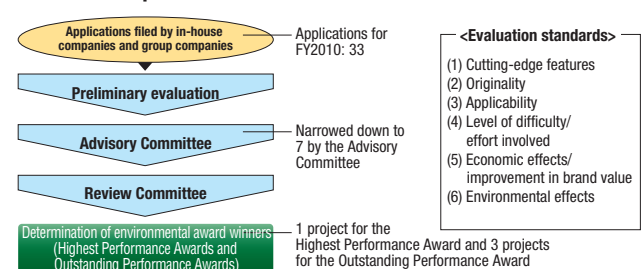 Applications filed by in-house
companies and group companies
Applications for
FY2010: 33
Preliminary evaluation
Advisory Committee
Narrowed down to
7 by the Advisory
Committee
Review Committee
Determination of environmental award winners
(Highest Performance Awards and
Outstanding Performance Awards)
1 project for the
Highest Performance Award and 3 projects
for the Outstanding Performance Award
<Evaluation standards>
(1) Cutting-edge features
(2) Originality
(3) Applicability
(4) Level of difficulty/
effort involved
(5) Economic effects/
improvement in brand value
(6) Environmental effects